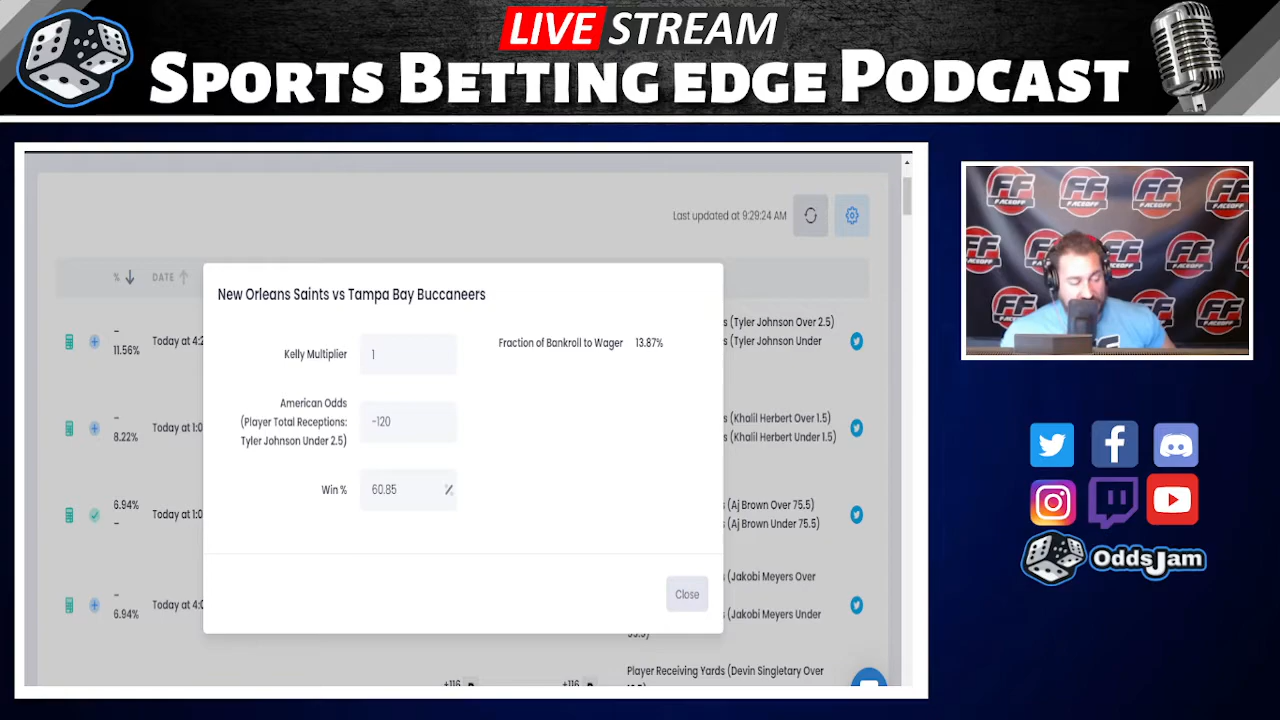 LIVE STREAM
SPORTS BETTING EDGE PODCAST
Last updated at 9:29:24 AM
% DATE
New Orleans Saints vs Tampa Bay Buccaneers
Kelly Multiplier 1
Fraction of Bankroll to Wager 13.87%
American Odds
(Player Total Receptions:
Tyler Johnson Under 2.5)
-120
Win % 60.85 %
Close
–
11.56%
Today at 4:2
s (Tyler Johnson Over 2.5)
s (Tyler Johnson Under
–
8.22%
Today at 1:0
s (Khalil Herbert Over 1.5)
s (Khalil Herbert Under 1.5)
6.94%
–
Today at 1:0
s (Aj Brown Over 75.5)
s (Aj Brown Under 75.5)
–
6.94%
Today at 4:0
s (Jakobi Meyers Over
s (Jakobi Meyers Under
+116
+116
Player Receiving Yards (Devin Singletary Over
FF
FACEOFF
OddsJam